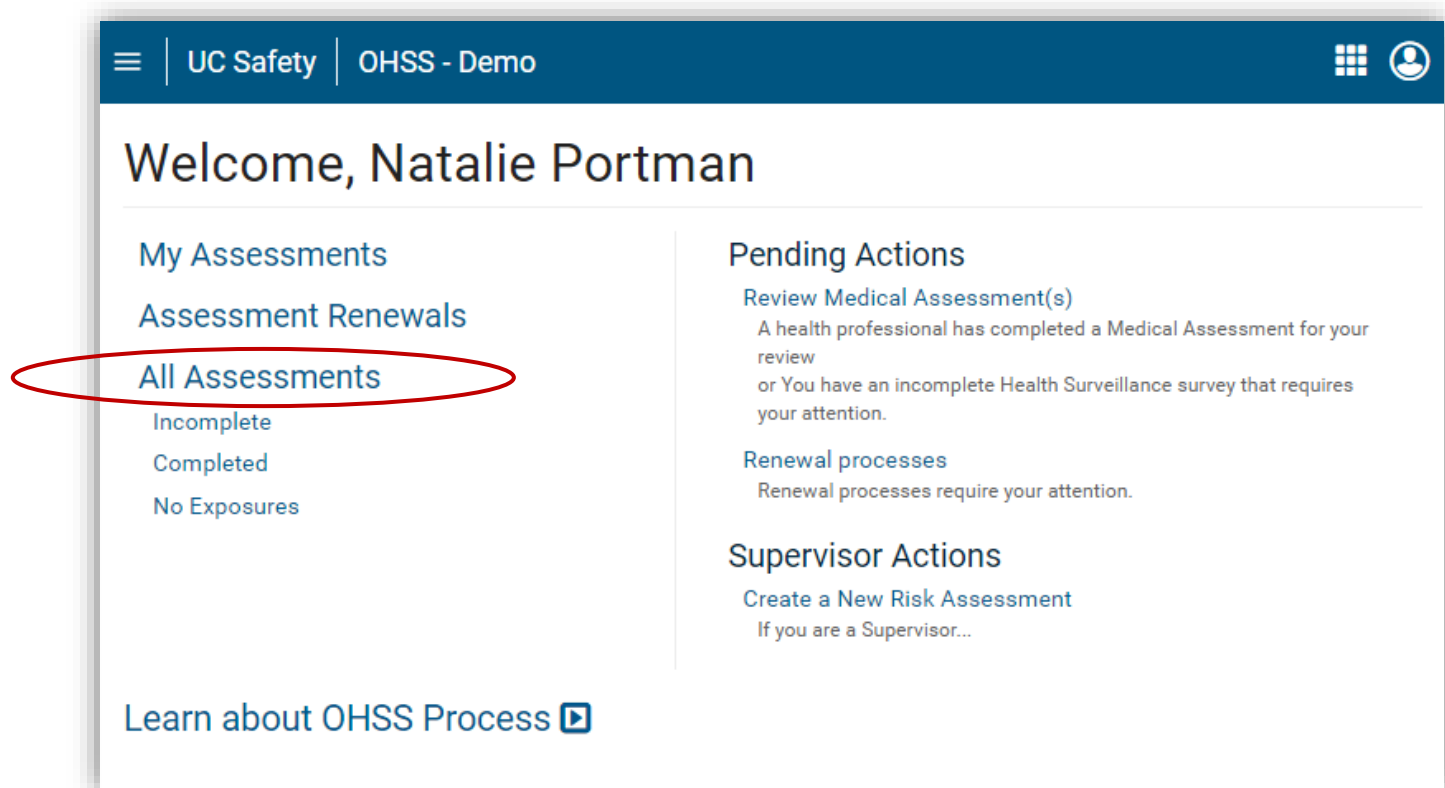 UC Safety OHSS - Demo
Welcome, Natalie Portman
My Assessments
Assessment Renewals
All Assessments
Incomplete
Completed
No Exposures
Pending Actions
Review Medical Assessment(s)
A health professional has completed a Medical Assessment for your
review
or You have an incomplete Health Surveillance survey that requires
your attention.
Renewal processes
Renewal processes require your attention.
Supervisor Actions
Create a New Risk Assessment
If you are a Supervisor...
Learn about OHSS Process